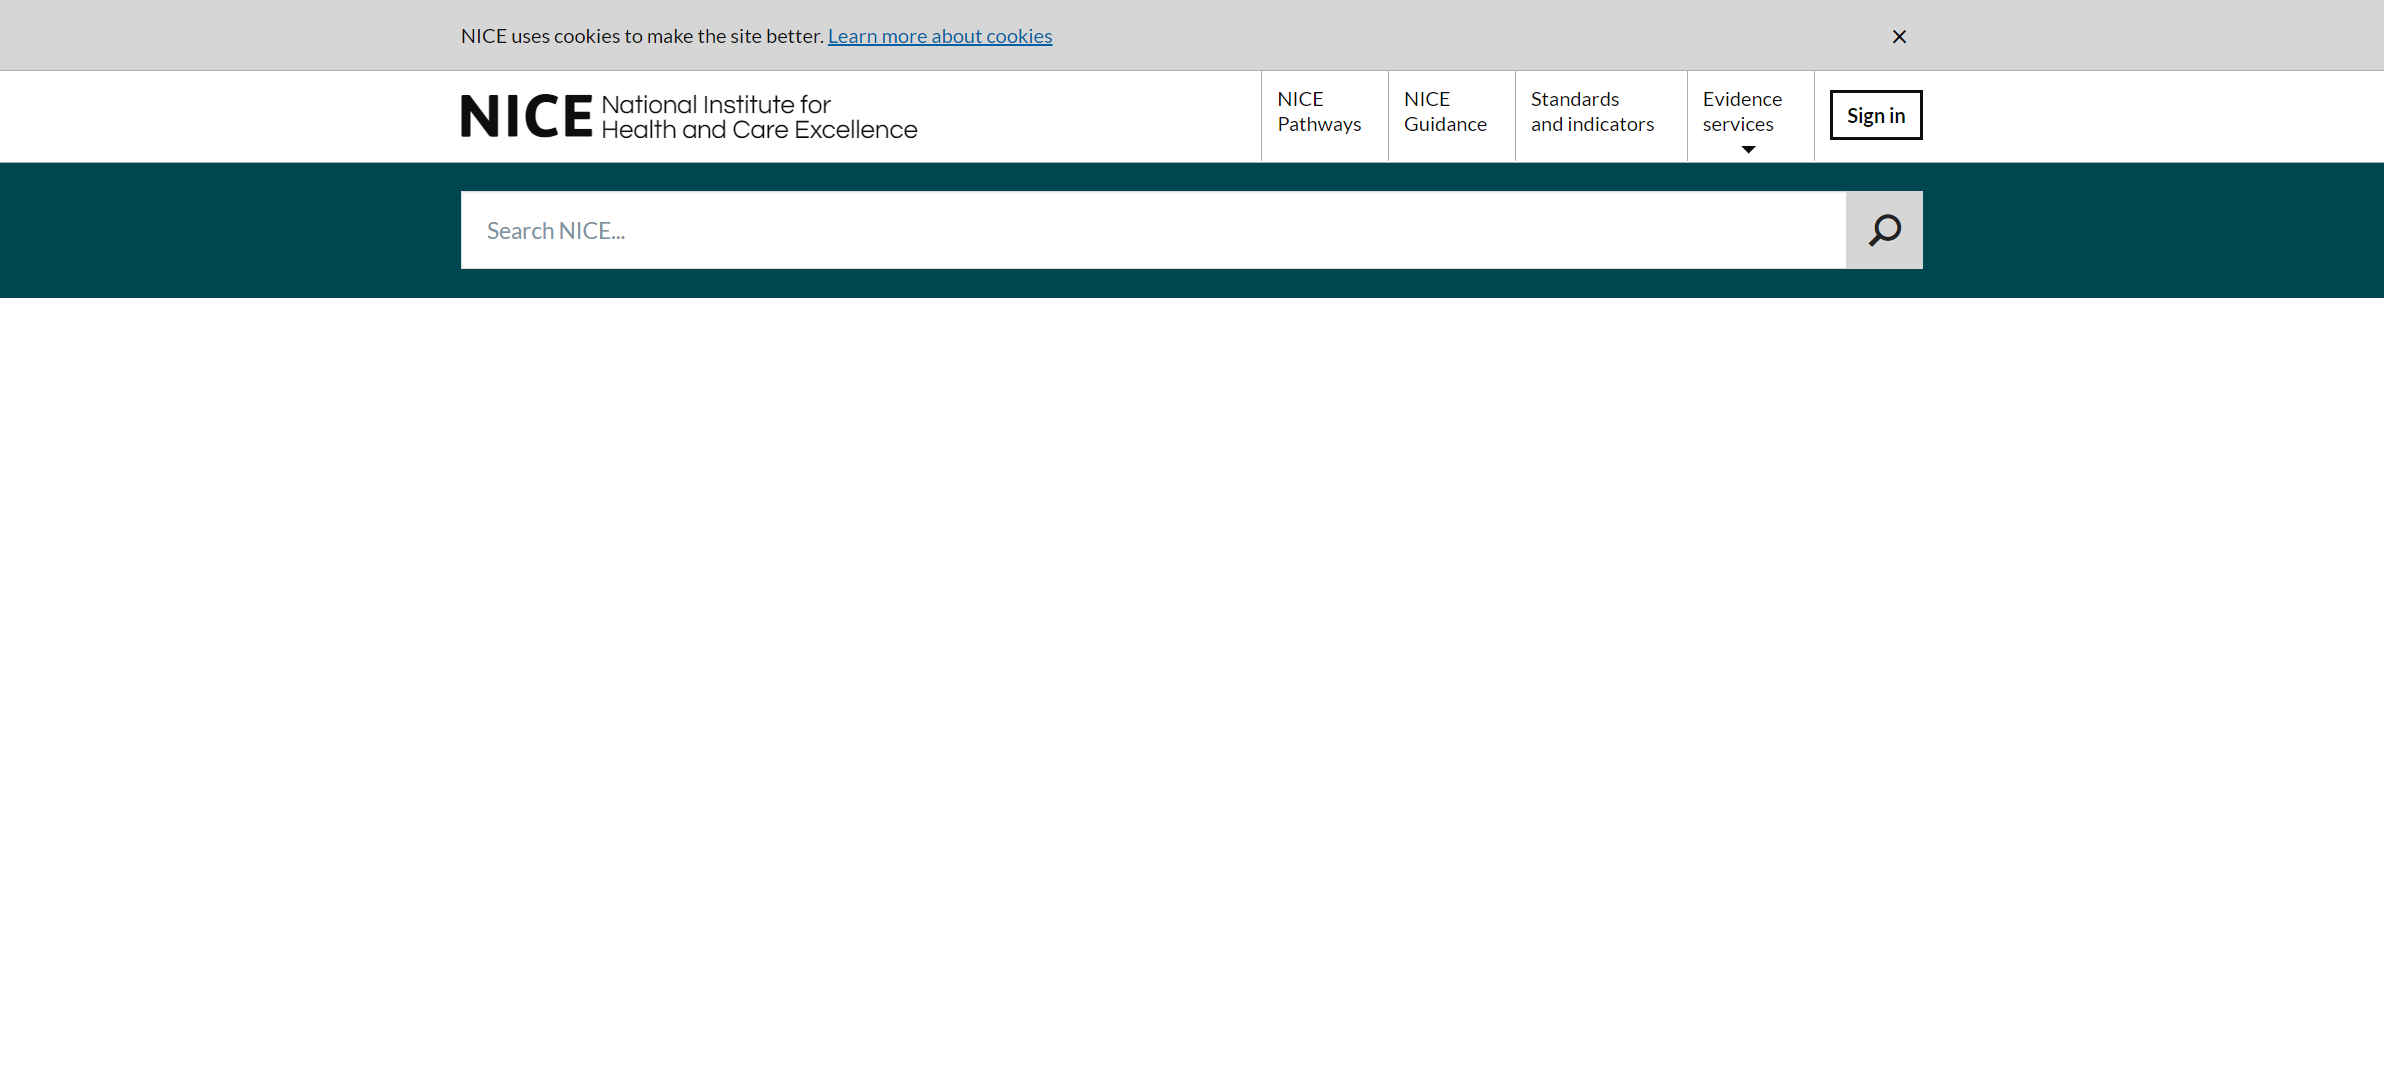 NICE uses cookies to make the site better. Learn more about cookies
NICE National Institute for
Health and Care Excellence
NICE
Pathways
NICE
Guidance
Standards
and indicators
Evidence
services
Sign in
Search NICE...